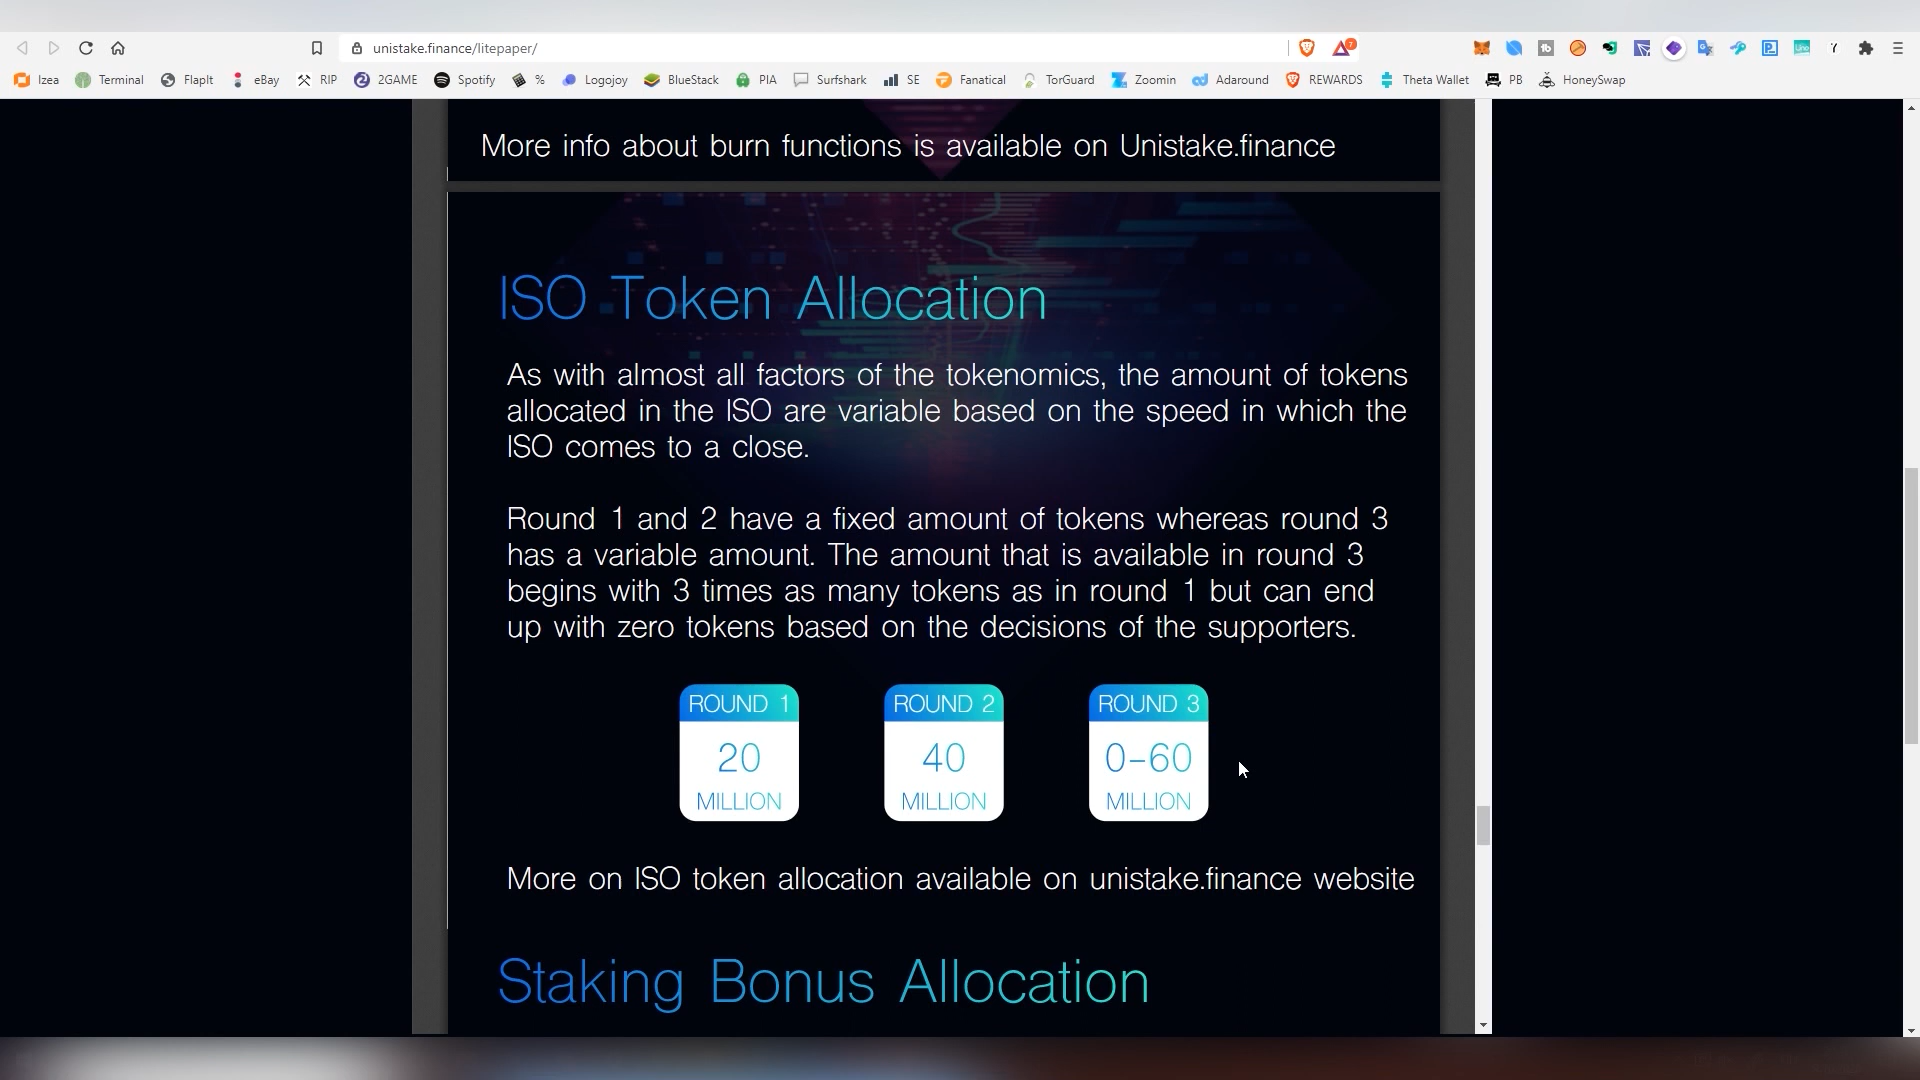 unistake.finance/litepaper/
7
Izea
Terminal
FlapIt
eBay
RIP
2GAME
Spotify
%
Logojoy
BlueStack
PIA
Surfshark
SE
Fanatical
TorGuard
Zoomin
Adaround
REWARDS
Theta Wallet
PB
HoneySwap
More info about burn functions is available on Unistake.finance
ISO Token Allocation
As with almost all factors of the tokenomics, the amount of tokens
allocated in the ISO are variable based on the speed in which the
ISO comes to a close.
Round 1 and 2 have a fixed amount of tokens whereas round 3
has a variable amount. The amount that is available in round 3
begins with 3 times as many tokens as in round 1 but can end
up with zero tokens based on the decisions of the supporters.
ROUND 1
20
MILLION
ROUND 2
40
MILLION
ROUND 3
0-60
MILLION
More on ISO token allocation available on unistake.finance website
Staking Bonus Allocation